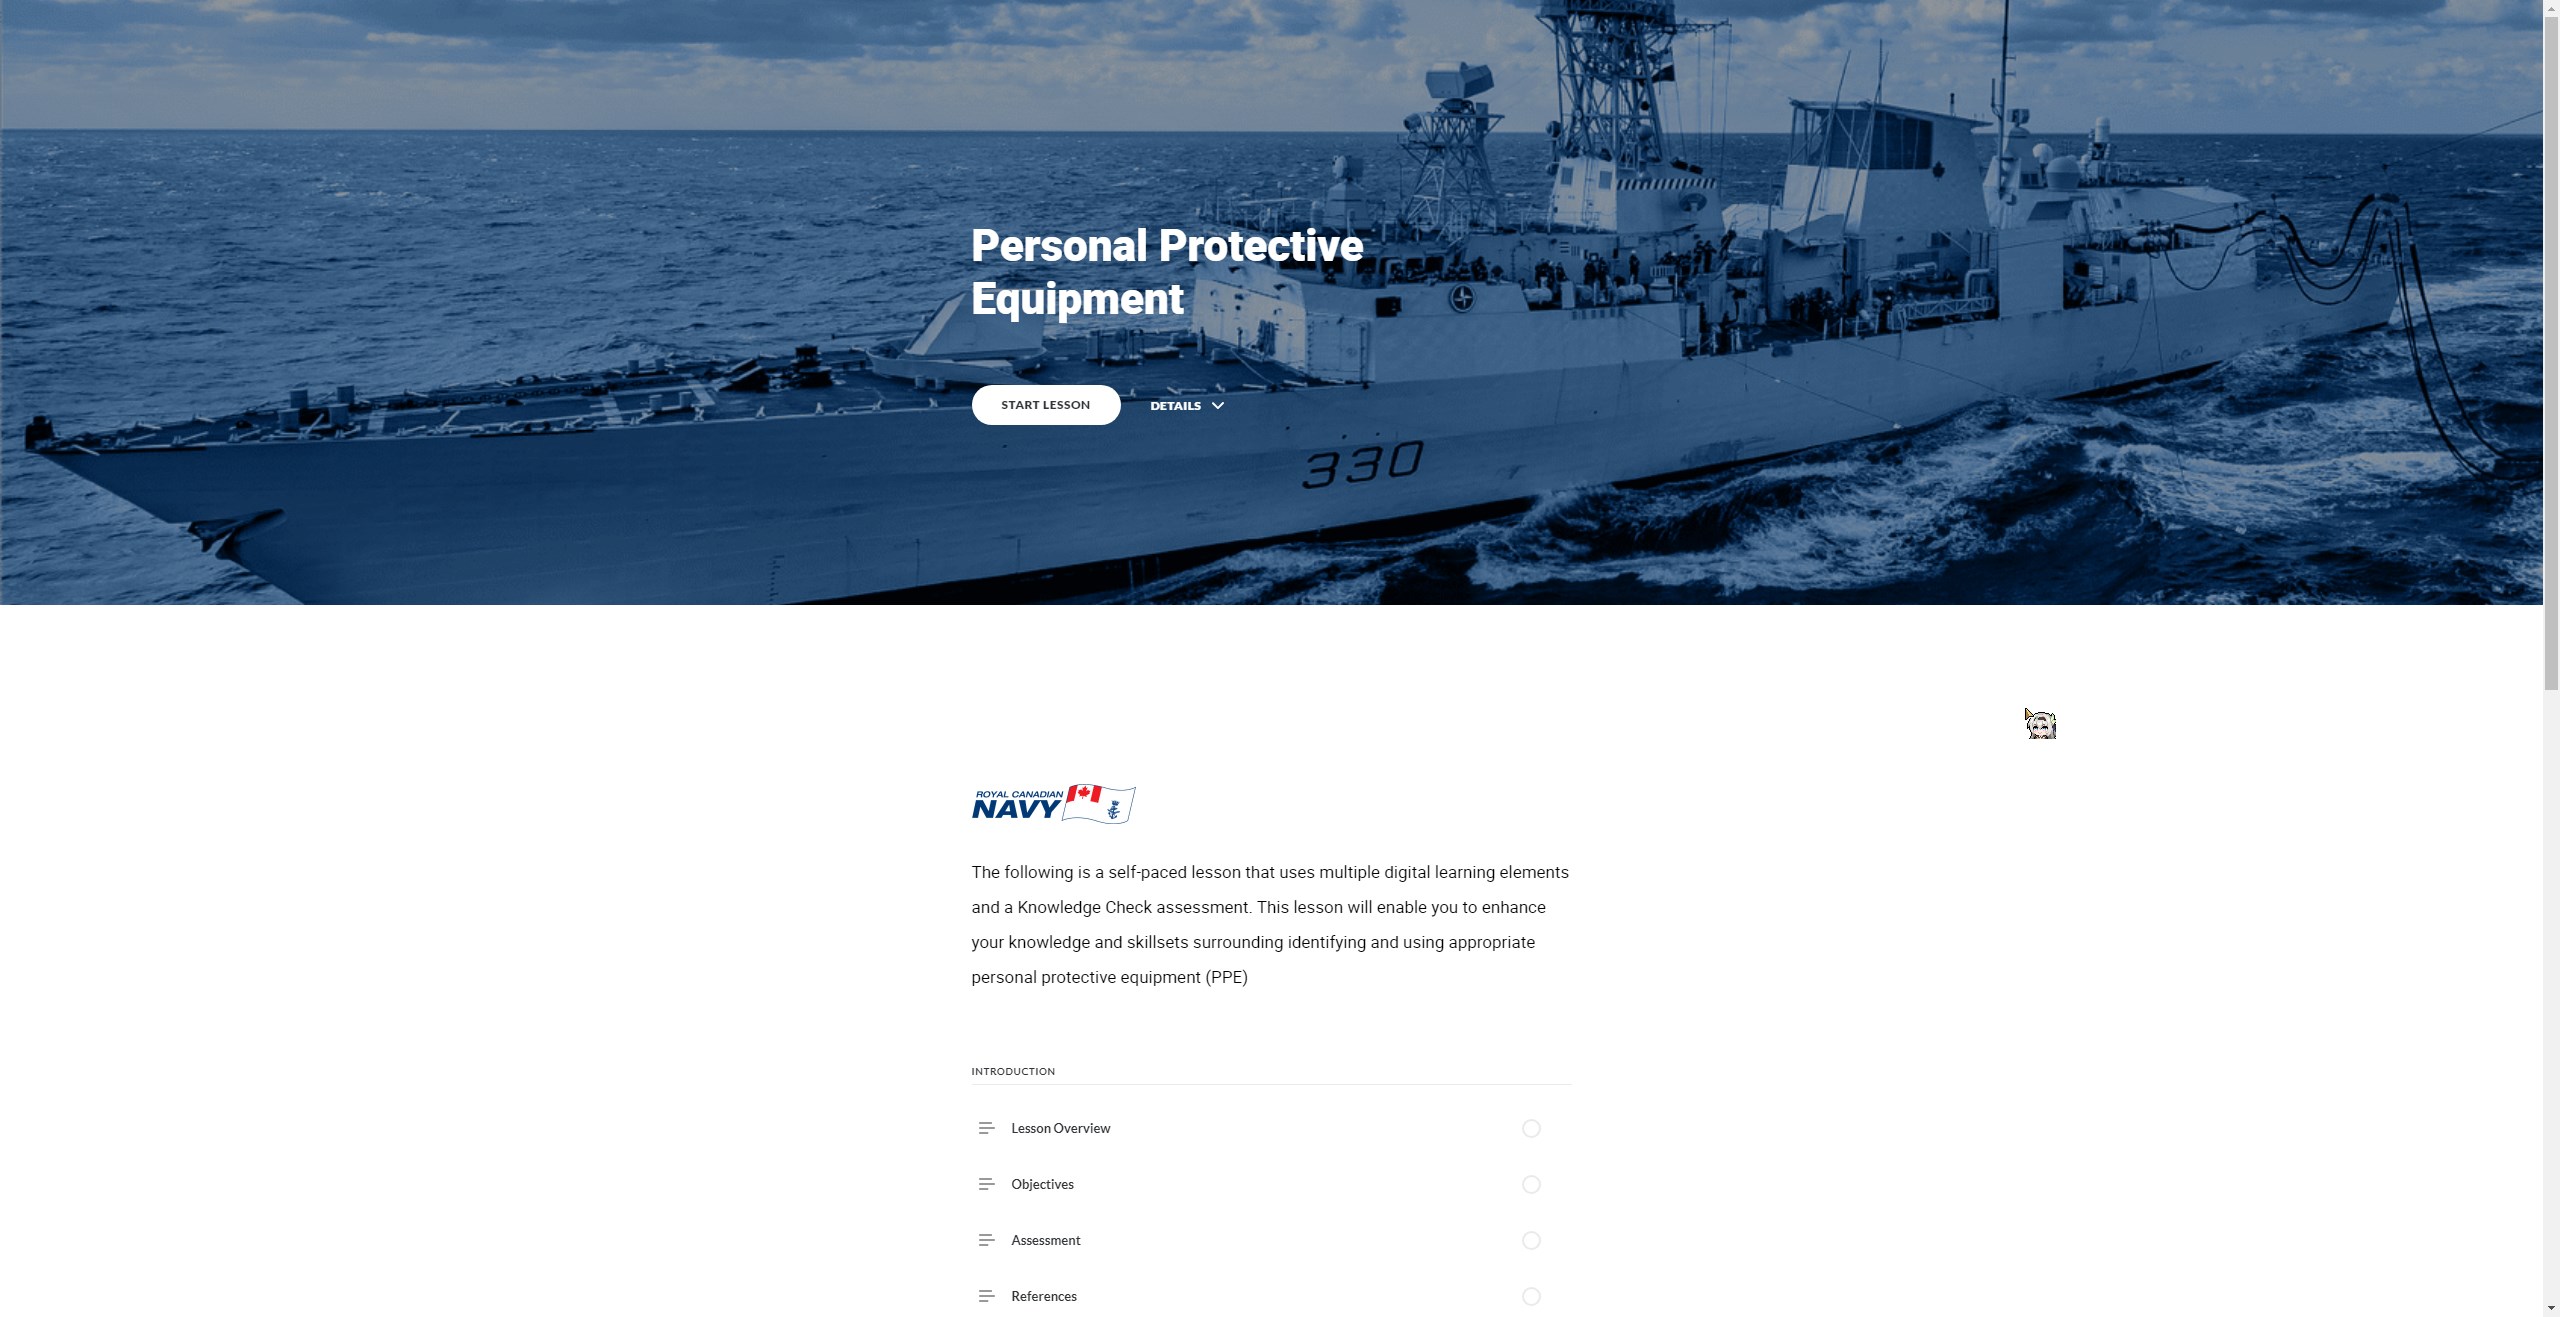 Personal Protective
Equipment
START LESSON
DETAILS
330
ROYAL CANADIAN
NAVY
The following is a self-paced lesson that uses multiple digital learning elements
and a Knowledge Check assessment. This lesson will enable you to enhance
your knowledge and skillsets surrounding identifying and using appropriate
personal protective equipment (PPE)
INTRODUCTION
Lesson Overview
Objectives
Assessment
References